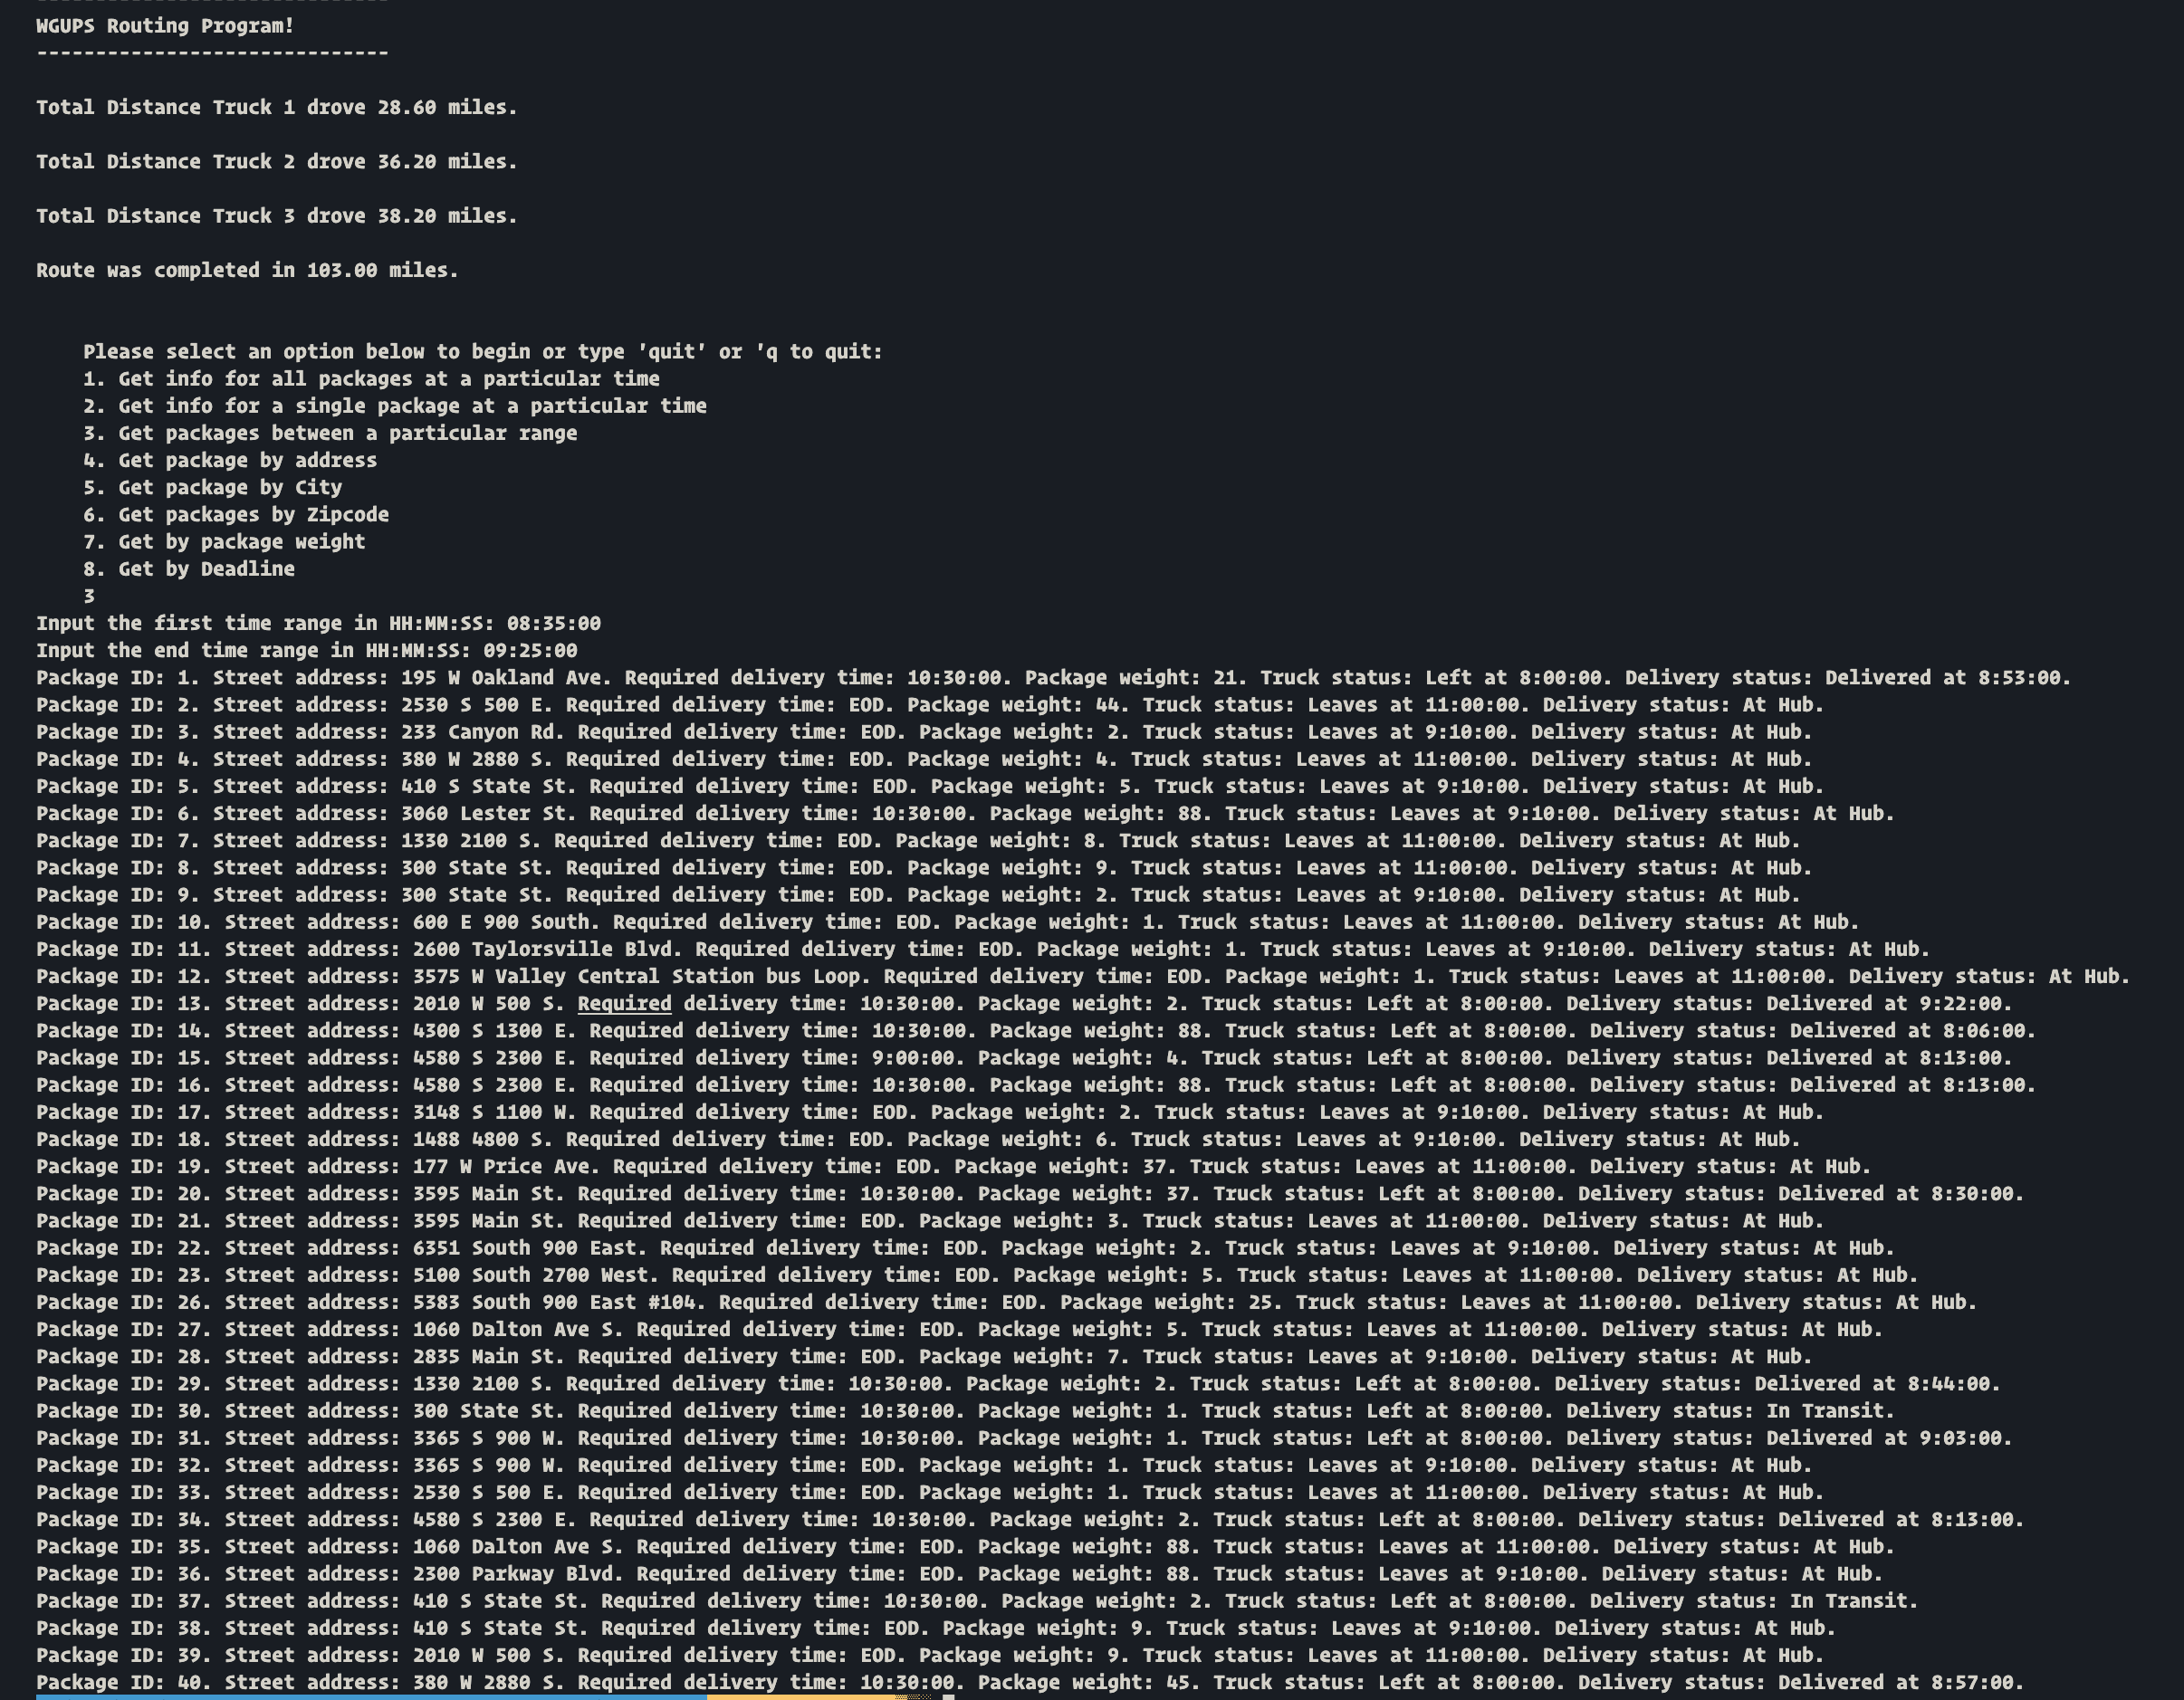 ------------------------------
WGUPS Routing Program!
------------------------------
Total Distance Truck 1 drove 28.60 miles.
Total Distance Truck 2 drove 36.20 miles.
Total Distance Truck 3 drove 38.20 miles.
Route was completed in 103.00 miles.
Please select an option below to begin or type 'quit' or 'q to quit:
1. Get info for all packages at a particular time
2. Get info for a single package at a particular time
3. Get packages between a particular range
4. Get package by address
5. Get package by City
6. Get packages by Zipcode
7. Get by package weight
8. Get by Deadline
3
Input the first time range in HH:MM:SS: 08:35:00
Input the end time range in HH:MM:SS: 09:25:00
Package ID: 1. Street address: 195 W Oakland Ave. Required delivery time: 10:30:00. Package weight: 21. Truck status: Left at 8:00:00. Delivery status: Delivered at 8:53:00.
Package ID: 2. Street address: 2530 S 500 E. Required delivery time: EOD. Package weight: 44. Truck status: Leaves at 11:00:00. Delivery status: At Hub.
Package ID: 3. Street address: 233 Canyon Rd. Required delivery time: EOD. Package weight: 2. Truck status: Leaves at 9:10:00. Delivery status: At Hub.
Package ID: 4. Street address: 380 W 2880 S. Required delivery time: EOD. Package weight: 4. Truck status: Leaves at 11:00:00. Delivery status: At Hub.
Package ID: 5. Street address: 410 S State St. Required delivery time: EOD. Package weight: 5. Truck status: Leaves at 9:10:00. Delivery status: At Hub.
Package ID: 6. Street address: 3060 Lester St. Required delivery time: 10:30:00. Package weight: 88. Truck status: Leaves at 9:10:00. Delivery status: At Hub.
Package ID: 7. Street address: 1330 2100 S. Required delivery time: EOD. Package weight: 8. Truck status: Leaves at 11:00:00. Delivery status: At Hub.
Package ID: 8. Street address: 300 State St. Required delivery time: EOD. Package weight: 9. Truck status: Leaves at 11:00:00. Delivery status: At Hub.
Package ID: 9. Street address: 300 State St. Required delivery time: EOD. Package weight: 2. Truck status: Leaves at 9:10:00. Delivery status: At Hub.
Package ID: 10. Street address: 600 E 900 South. Required delivery time: EOD. Package weight: 1. Truck status: Leaves at 11:00:00. Delivery status: At Hub.
Package ID: 11. Street address: 2600 Taylorsville Blvd. Required delivery time: EOD. Package weight: 1. Truck status: Leaves at 9:10:00. Delivery status: At Hub.
Package ID: 12. Street address: 3575 W Valley Central Station bus Loop. Required delivery time: EOD. Package weight: 1. Truck status: Leaves at 11:00:00. Delivery status: At Hub.
Package ID: 13. Street address: 2010 W 500 S. Required delivery time: 10:30:00. Package weight: 2. Truck status: Left at 8:00:00. Delivery status: Delivered at 9:22:00.
Package ID: 14. Street address: 4300 S 1300 E. Required delivery time: 10:30:00. Package weight: 88. Truck status: Left at 8:00:00. Delivery status: Delivered at 8:06:00.
Package ID: 15. Street address: 4580 S 2300 E. Required delivery time: 9:00:00. Package weight: 4. Truck status: Left at 8:00:00. Delivery status: Delivered at 8:13:00.
Package ID: 16. Street address: 4580 S 2300 E. Required delivery time: 10:30:00. Package weight: 88. Truck status: Left at 8:00:00. Delivery status: Delivered at 8:13:00.
Package ID: 17. Street address: 3148 S 1100 W. Required delivery time: EOD. Package weight: 2. Truck status: Leaves at 9:10:00. Delivery status: At Hub.
Package ID: 18. Street address: 1488 4800 S. Required delivery time: EOD. Package weight: 6. Truck status: Leaves at 9:10:00. Delivery status: At Hub.
Package ID: 19. Street address: 177 W Price Ave. Required delivery time: EOD. Package weight: 37. Truck status: Leaves at 11:00:00. Delivery status: At Hub.
Package ID: 20. Street address: 3595 Main St. Required delivery time: 10:30:00. Package weight: 37. Truck status: Left at 8:00:00. Delivery status: Delivered at 8:30:00.
Package ID: 21. Street address: 3595 Main St. Required delivery time: EOD. Package weight: 3. Truck status: Leaves at 11:00:00. Delivery status: At Hub.
Package ID: 22. Street address: 6351 South 900 East. Required delivery time: EOD. Package weight: 2. Truck status: Leaves at 9:10:00. Delivery status: At Hub.
Package ID: 23. Street address: 5100 South 2700 West. Required delivery time: EOD. Package weight: 5. Truck status: Leaves at 11:00:00. Delivery status: At Hub.
Package ID: 26. Street address: 5383 South 900 East #104. Required delivery time: EOD. Package weight: 25. Truck status: Leaves at 11:00:00. Delivery status: At Hub.
Package ID: 27. Street address: 1060 Dalton Ave S. Required delivery time: EOD. Package weight: 5. Truck status: Leaves at 11:00:00. Delivery status: At Hub.
Package ID: 28. Street address: 2835 Main St. Required delivery time: EOD. Package weight: 7. Truck status: Leaves at 9:10:00. Delivery status: At Hub.
Package ID: 29. Street address: 1330 2100 S. Required delivery time: 10:30:00. Package weight: 2. Truck status: Left at 8:00:00. Delivery status: Delivered at 8:44:00.
Package ID: 30. Street address: 300 State St. Required delivery time: 10:30:00. Package weight: 1. Truck status: Left at 8:00:00. Delivery status: In Transit.
Package ID: 31. Street address: 3365 S 900 W. Required delivery time: 10:30:00. Package weight: 1. Truck status: Left at 8:00:00. Delivery status: Delivered at 9:03:00.
Package ID: 32. Street address: 3365 S 900 W. Required delivery time: EOD. Package weight: 1. Truck status: Leaves at 9:10:00. Delivery status: At Hub.
Package ID: 33. Street address: 2530 S 500 E. Required delivery time: EOD. Package weight: 1. Truck status: Leaves at 11:00:00. Delivery status: At Hub.
Package ID: 34. Street address: 4580 S 2300 E. Required delivery time: 10:30:00. Package weight: 2. Truck status: Left at 8:00:00. Delivery status: Delivered at 8:13:00.
Package ID: 35. Street address: 1060 Dalton Ave S. Required delivery time: EOD. Package weight: 88. Truck status: Leaves at 11:00:00. Delivery status: At Hub.
Package ID: 36. Street address: 2300 Parkway Blvd. Required delivery time: EOD. Package weight: 88. Truck status: Leaves at 9:10:00. Delivery status: At Hub.
Package ID: 37. Street address: 410 S State St. Required delivery time: 10:30:00. Package weight: 2. Truck status: Left at 8:00:00. Delivery status: In Transit.
Package ID: 38. Street address: 410 S State St. Required delivery time: EOD. Package weight: 9. Truck status: Leaves at 9:10:00. Delivery status: At Hub.
Package ID: 39. Street address: 2010 W 500 S. Required delivery time: EOD. Package weight: 9. Truck status: Leaves at 11:00:00. Delivery status: At Hub.
Package ID: 40. Street address: 380 W 2880 S. Required delivery time: 10:30:00. Package weight: 45. Truck status: Left at 8:00:00. Delivery status: Delivered at 8:57:00.